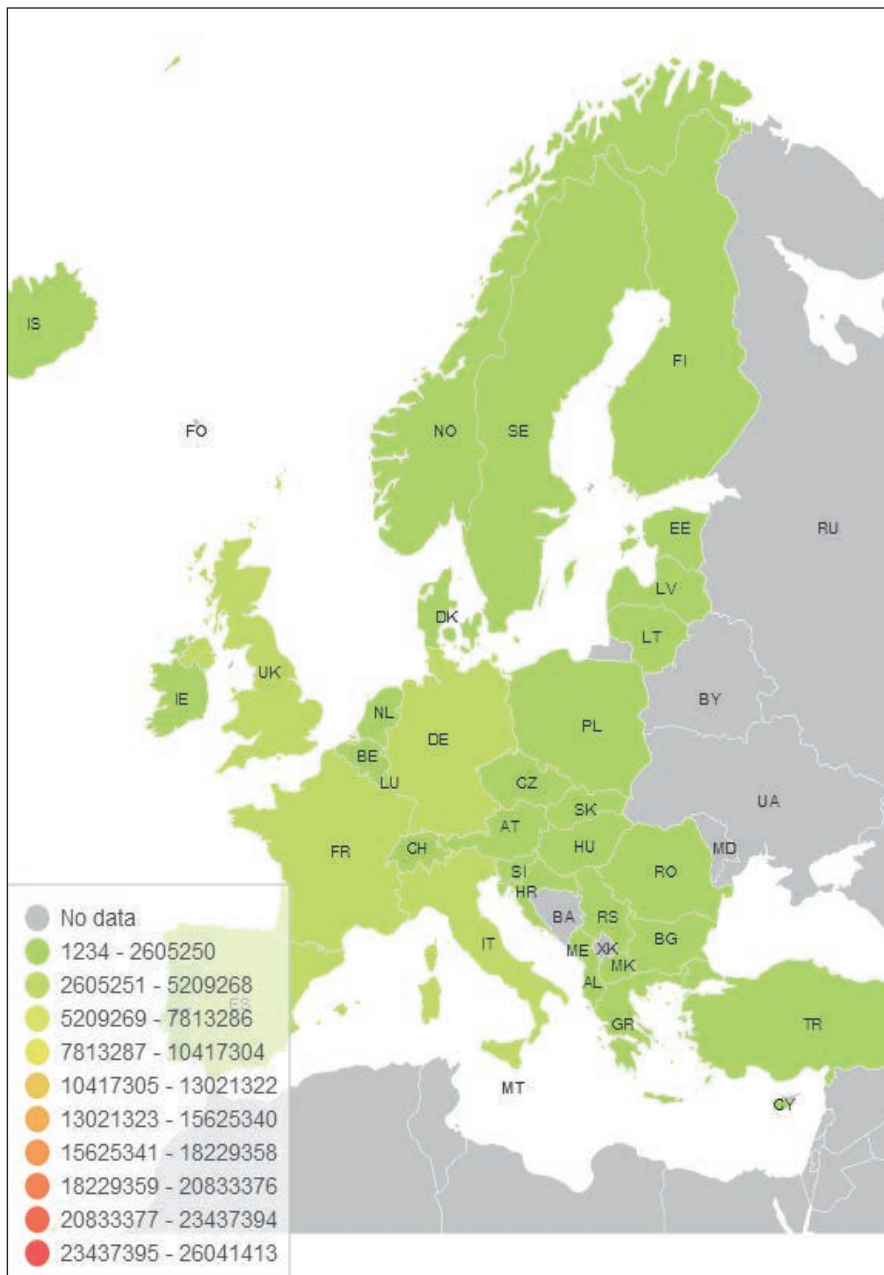 IS
FO
NO
SE
FI
RU
EE
LV
LT
DK
BY
IE
UK
NL
BE
LU
DE
PL
CZ
SK
UA
FR
CH
AT
HU
MD
RO
SI
HR
BA
RS
BG
IT
ME
XK
MK
AL
GR
TR
ES
MT
CY
No data
1234 - 2605250
2605251 - 5209268
5209269 - 7813286
7813287 - 10417304
10417305 - 13021322
13021323 - 15625340
15625341 - 18229358
18229359 - 20833376
20833377 - 23437394
23437395 - 26041413